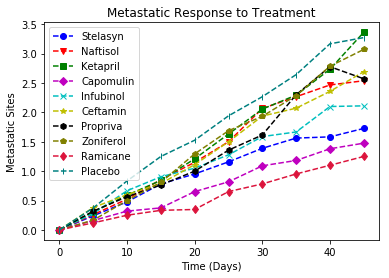 Metastatic Response to Treatment
3.5
3.0
2.5
2.0
1.5
1.0
0.5
0.0
Metastatic Sites
Stelasyn
Naftisol
Ketapril
Capomulin
Infubinol
Ceftamin
Propriva
Zoniferol
Ramicane
Placebo
0 10 20 30 40
Time (Days)